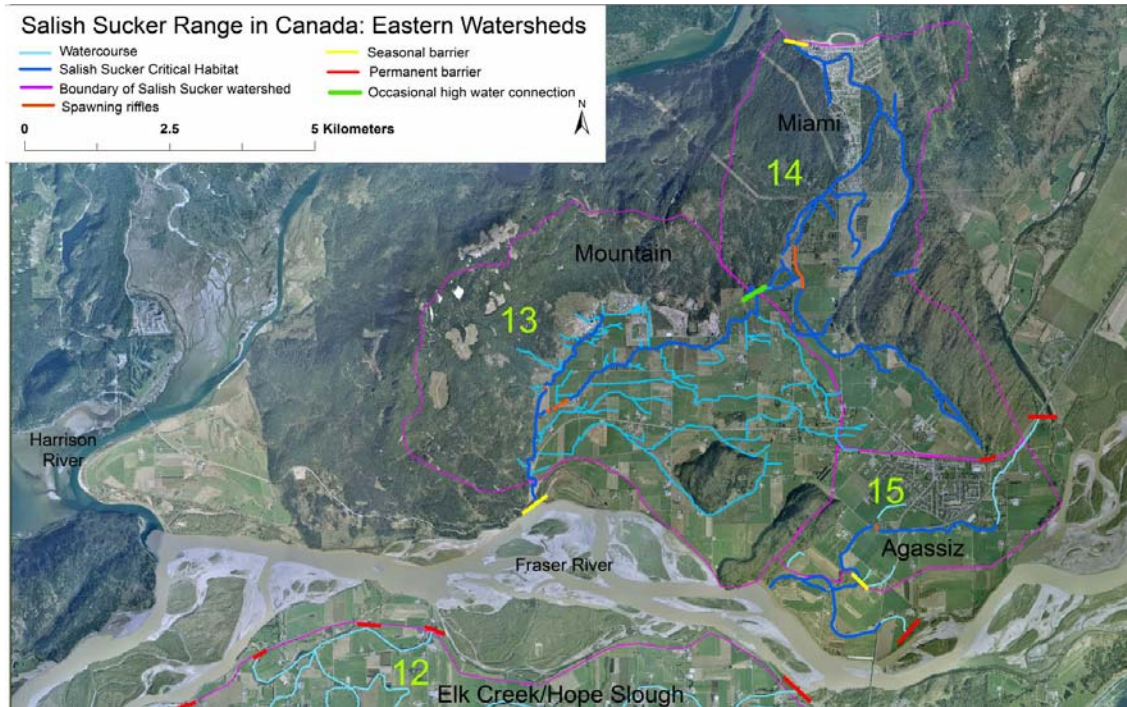 Salish Sucker Range in Canada: Eastern Watersheds
Watercourse
Salish Sucker Critical Habitat
Boundary of Salish Sucker watershed
Spawning riffles
Seasonal barrier
Permanent barrier
Occasional high water connection
N
0 2.5 5 Kilometers
Miami
14
Mountain
13
Harrison
River
15
Agassiz
Fraser River
12
Elk Creek/Hope Slough